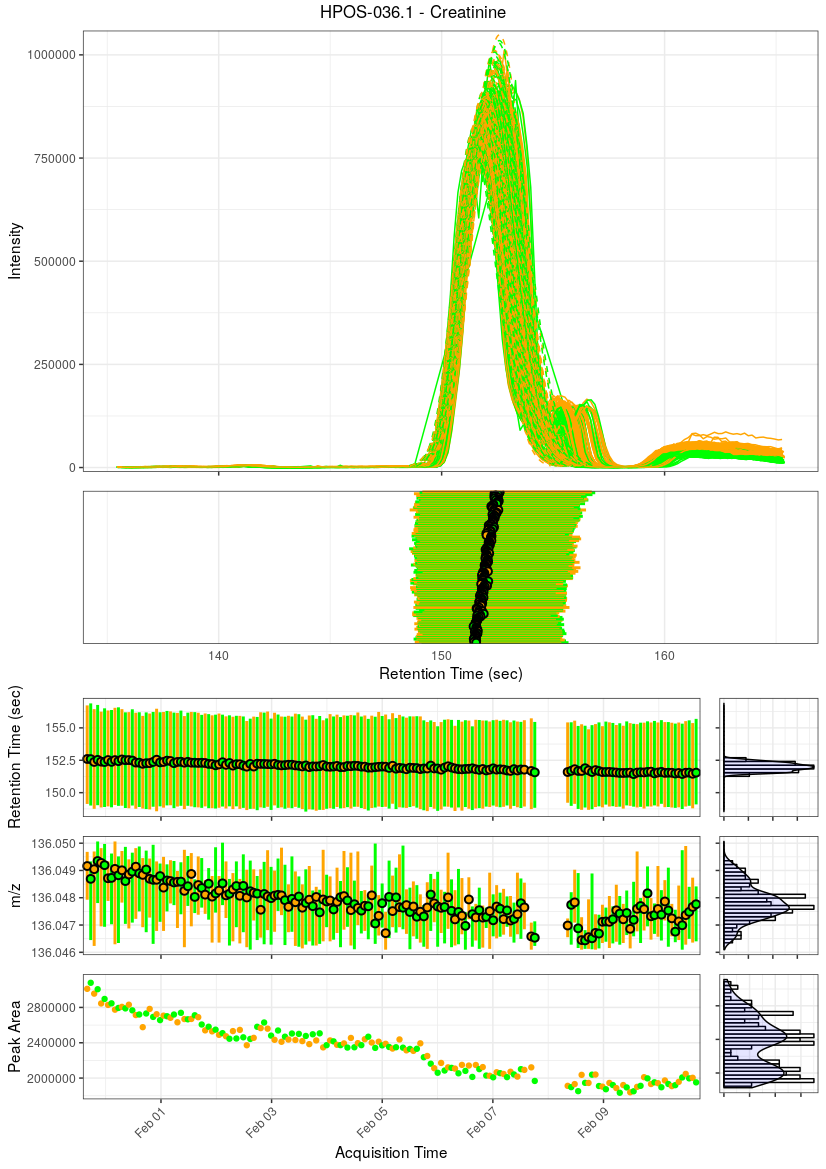 HPOS-036.1 - Creatinine
1000000
750000
500000
250000
0
Intensity
140
150
160
Retention Time (sec)
155.0
152.5
150.0
Retention Time (sec)
136.050
136.049
136.048
136.047
136.046
m/z
2800000
2400000
2000000
Peak Area
Feb 01
Feb 03
Feb 05
Feb 07
Feb 09
Acquisition Time